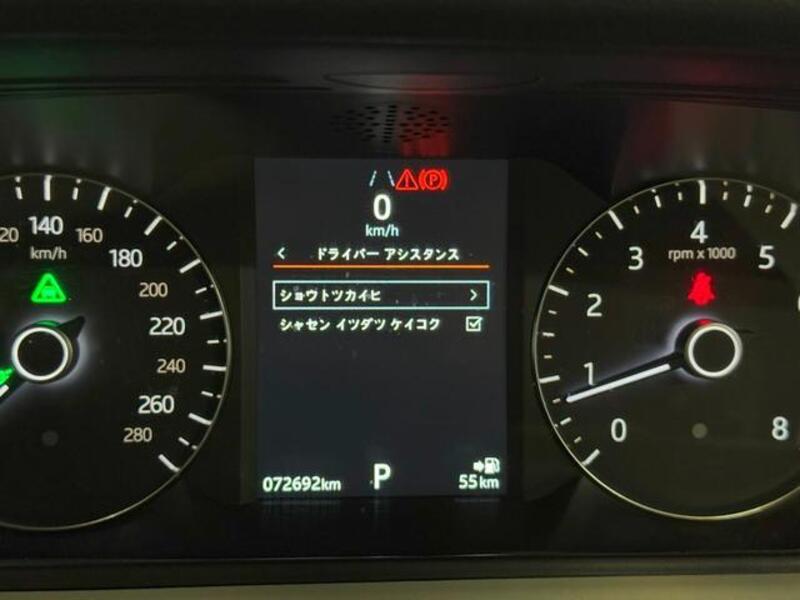 0
km/h
ドライバー アシスタンス
ショウトツカイヒ
シャセン イツダツ ケイコク
072692km
P
55km
140
160
km/h
180
200
220
240
260
280
0
1
2
3
4
5
8
rpm x 1000